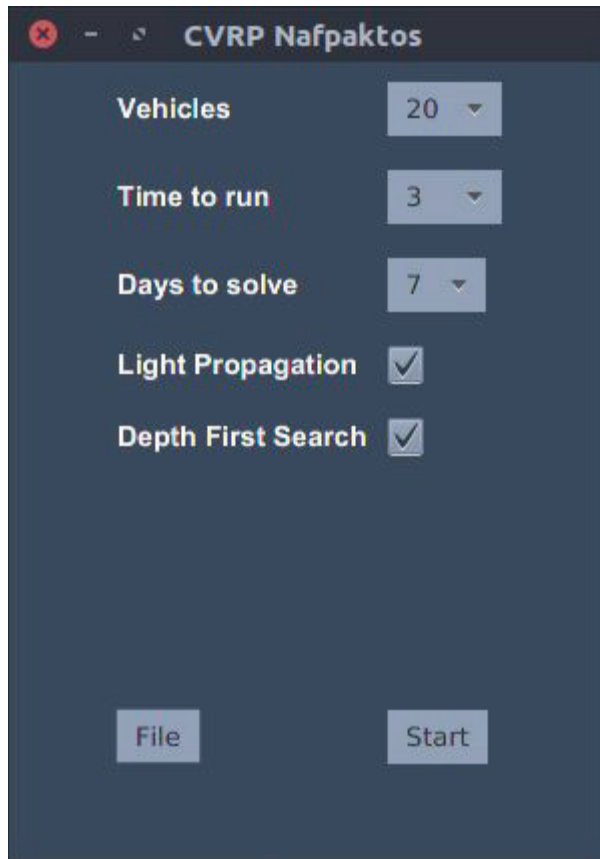 CVRP Nafpaktos
Vehicles 20
Time to run 3
Days to solve 7
Light Propagation
Depth First Search
File Start